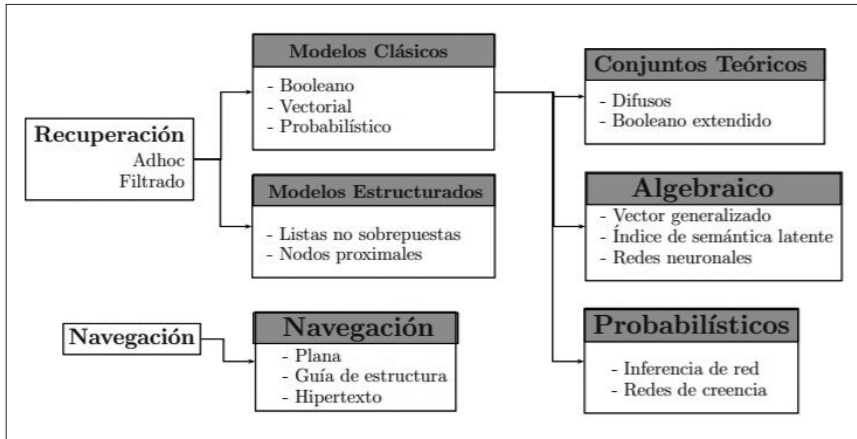 Recuperación
Adhoc
Filtrado
Modelos Clásicos
- Booleano
- Vectorial
- Probabilístico
Modelos Estructurados
- Listas no sobrepuestas
- Nodos proximales
Conjuntos Teóricos
- Difusos
- Booleano extendido
Algebraico
- Vector generalizado
- Índice de semántica latente
- Redes neuronales
Probabilísticos
- Inferencia de red
- Redes de creencia
Navegación
Navegación
- Plana
- Guía de estructura
- Hipertexto